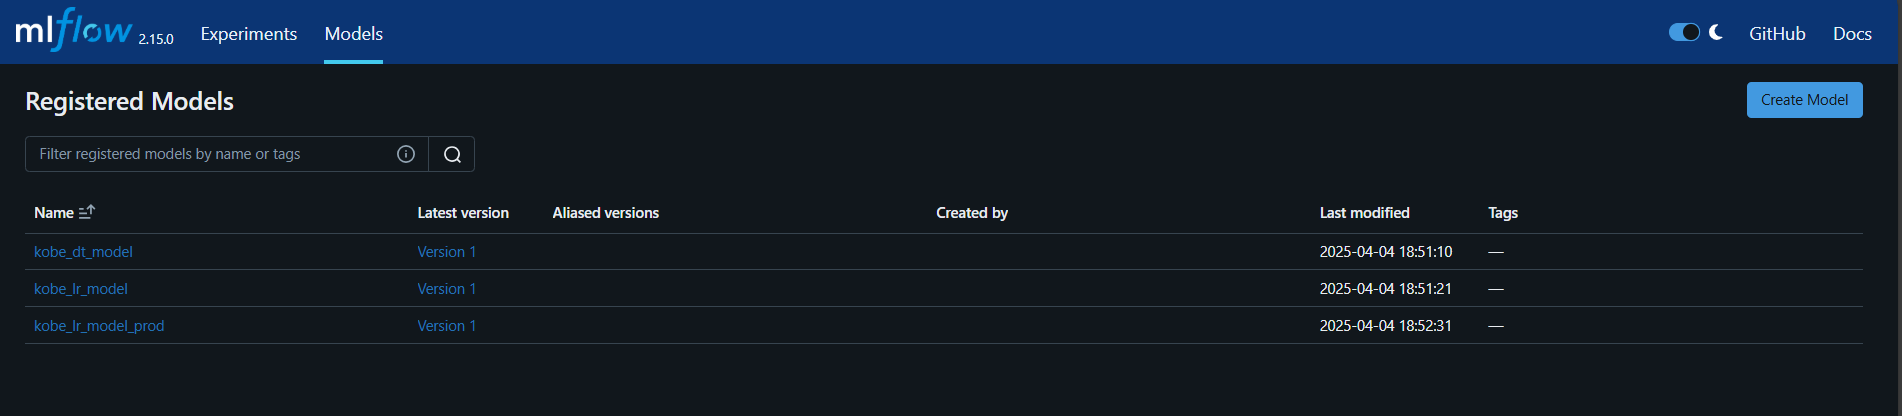 mlflow 2.15.0 Experiments Models GitHub Docs
Registered Models Create Model
Filter registered models by name or tags
Name Latest version Aliased versions Created by Last modified Tags
kobe_dt_model Version 1 2025-04-04 18:51:10 —
kobe_lr_model Version 1 2025-04-04 18:51:21 —
kobe_lr_model_prod Version 1 2025-04-04 18:52:31 —